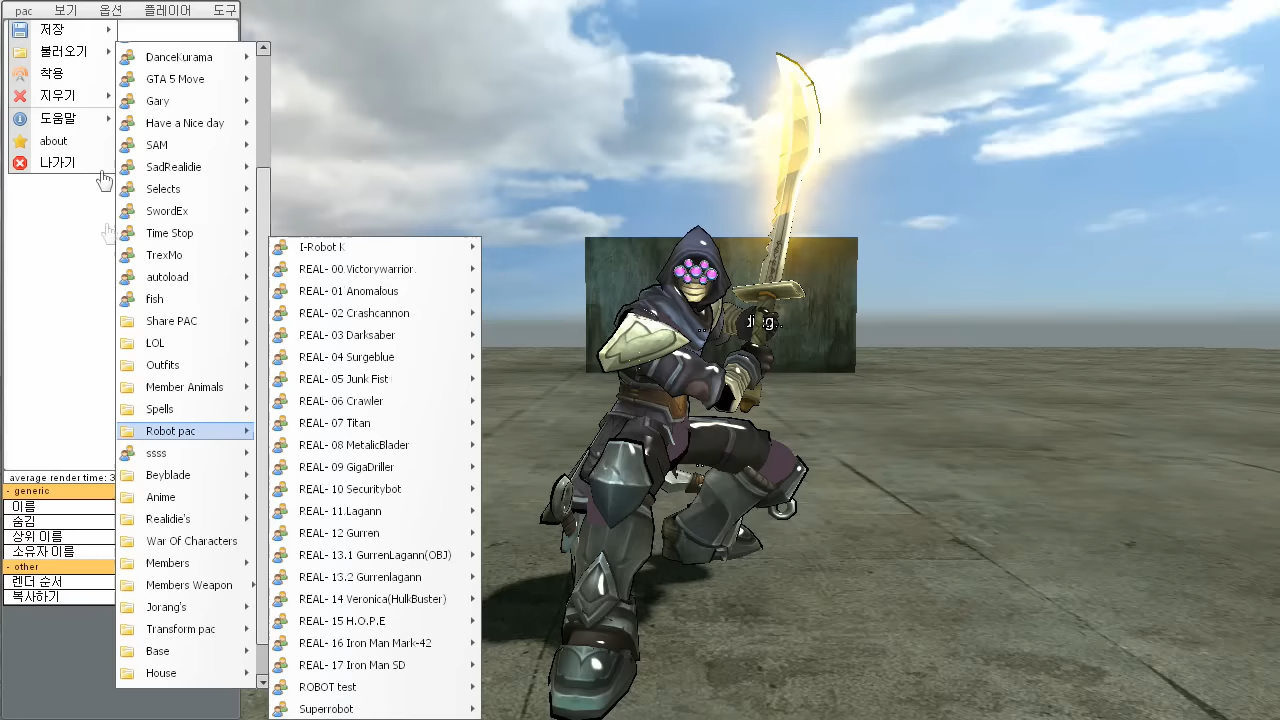 pac 보기 옵션 플레이어 도구
저장
불러오기
착용
지우기
도움말
about
나가기
average render time: 3
- generic
이름
숨김
상위 이름
소유자 이름
- other
렌더 순서
복사하기
DanceKurama
GTA 5 Move
Gary
Have a Nice day
SAM
SadRealidie
Selects
SwordEx
Time Stop
TrexMo
autoload
fish
Share PAC
LOL
Outfits
Member Animals
Spells
Robot pac
ssss
Beyblade
Anime
Realidie's
War Of Characters
Members
Members Weapon
Jorang's
Transform pac
Base
House
I-Robot K
REAL- 00 Victorywarrior.
REAL- 01 Anomalous
REAL- 02 Crashcannon
REAL- 03 Darksaber
REAL- 04 Surgeblue
REAL- 05 Junk Fist
REAL- 06 Crawler
REAL- 07 Titan
REAL- 08 MetalicBlader
REAL- 09 GigaDriller
REAL- 10 Securitybot
REAL- 11.Lagann
REAL- 12 Gurren
REAL- 13.1 GurrenLagann(OBJ)
REAL- 13.2 Gurrenlagann
REAL- 14 Veronica(HulkBuster)
REAL- 15 H.O.P.E
REAL- 16 Iron Man Mark-42
REAL- 17 Iron Man SD
ROBOT test
Superrobot